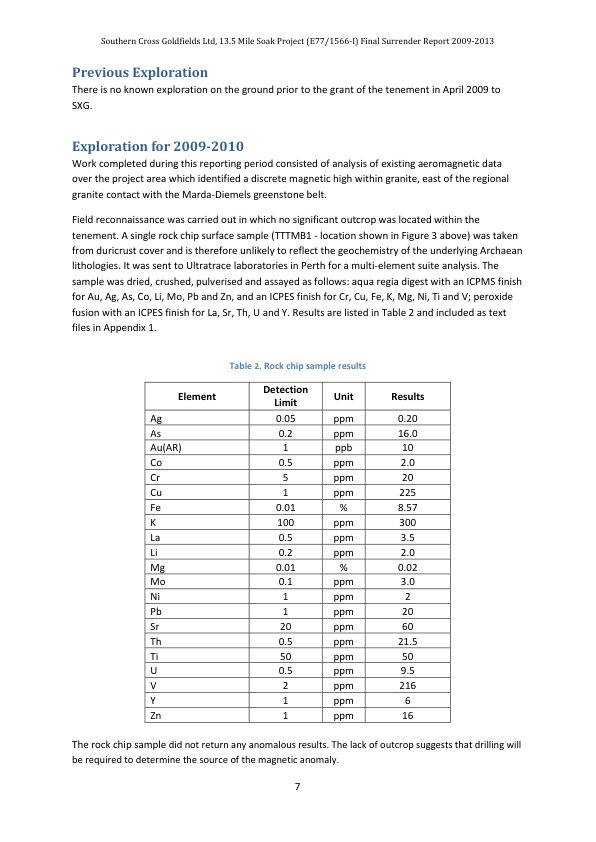 Southern Cross Goldfields Ltd, 13.5 Mile Soak Project (E77/1566-I) Final Surrender Report 2009-2013
Previous Exploration
There is no known exploration on the ground prior to the grant of the tenement in April 2009 to
SXG.
Exploration for 2009-2010
Work completed during this reporting period consisted of analysis of existing aeromagnetic data
over the project area which identified a discrete magnetic high within granite, east of the regional
granite contact with the Marda-Diemels greenstone belt.
Field reconnaissance was carried out in which no significant outcrop was located within the
tenement. A single rock chip surface sample (TTTMB1 - location shown in Figure 3 above) was taken
from duricrust cover and is therefore unlikely to reflect the geochemistry of the underlying Archaean
lithologies. It was sent to Ultratrace laboratories in Perth for a multi-element suite analysis. The
sample was dried, crushed, pulverised and assayed as follows: aqua regia digest with an ICPMS finish
for Au, Ag, As, Co, Li, Mo, Pb and Zn, and an ICPES finish for Cr, Cu, Fe, K, Mg, Ni, Ti and V; peroxide
fusion with an ICPES finish for La, Sr, Th, U and Y. Results are listed in Table 2 and included as text
files in Appendix 1.
Table 2. Rock chip sample results
Element Detection Limit Unit Results
Ag 0.05 ppm 0.20
As 0.2 ppm 16.0
Au(AR) 1 ppb 10
Co 0.5 ppm 2.0
Cr 5 ppm 20
Cu 1 ppm 225
Fe 0.01 % 8.57
K 100 ppm 300
La 0.5 ppm 3.5
Li 0.2 ppm 2.0
Mg 0.01 % 0.02
Mo 0.1 ppm 3.0
Ni 1 ppm 2
Pb 1 ppm 20
Sr 20 ppm 60
Th 0.5 ppm 21.5
Ti 50 ppm 50
U 0.5 ppm 9.5
V 2 ppm 216
Y 1 ppm 6
Zn 1 ppm 16
The rock chip sample did not return any anomalous results. The lack of outcrop suggests that drilling will
be required to determine the source of the magnetic anomaly.
7